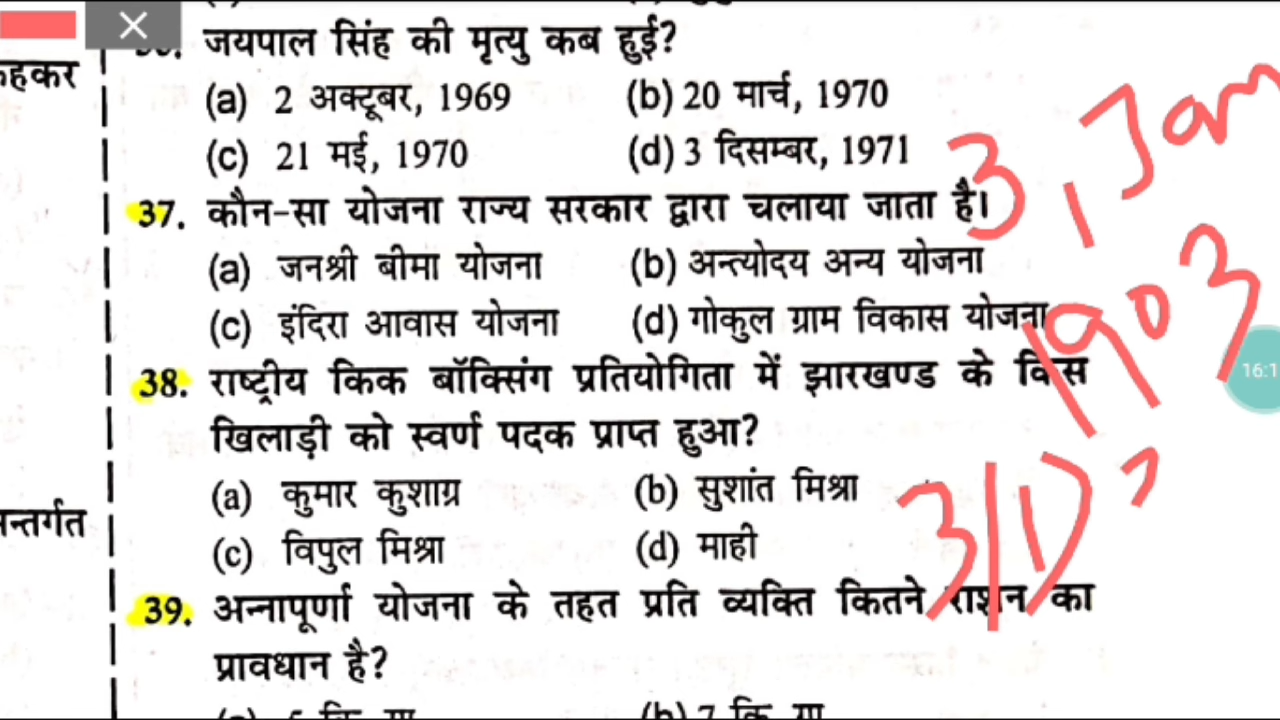 हकर
न्तर्गत
जयपाल सिंह की मृत्यु कब हुई?
(a) 2 अक्टूबर, 1969 (b) 20 मार्च, 1970
(c) 21 मई, 1970 (d) 3 दिसम्बर, 1971
37. कौन-सा योजना राज्य सरकार द्वारा चलाया जाता है।
(a) जनश्री बीमा योजना (b) अन्त्योदय अन्य योजना
(c) इंदिरा आवास योजना (d) गोकुल ग्राम विकास योजना
38. राष्ट्रीय किक बॉक्सिंग प्रतियोगिता में झारखण्ड के किस
खिलाड़ी को स्वर्ण पदक प्राप्त हुआ?
(a) कुमार कुशाग्र (b) सुशांत मिश्रा
(c) विपुल मिश्रा (d) माही
39. अन्नापूर्णा योजना के तहत प्रति व्यक्ति कितने राशन का
प्रावधान है?
3, Jan
1903
16:1